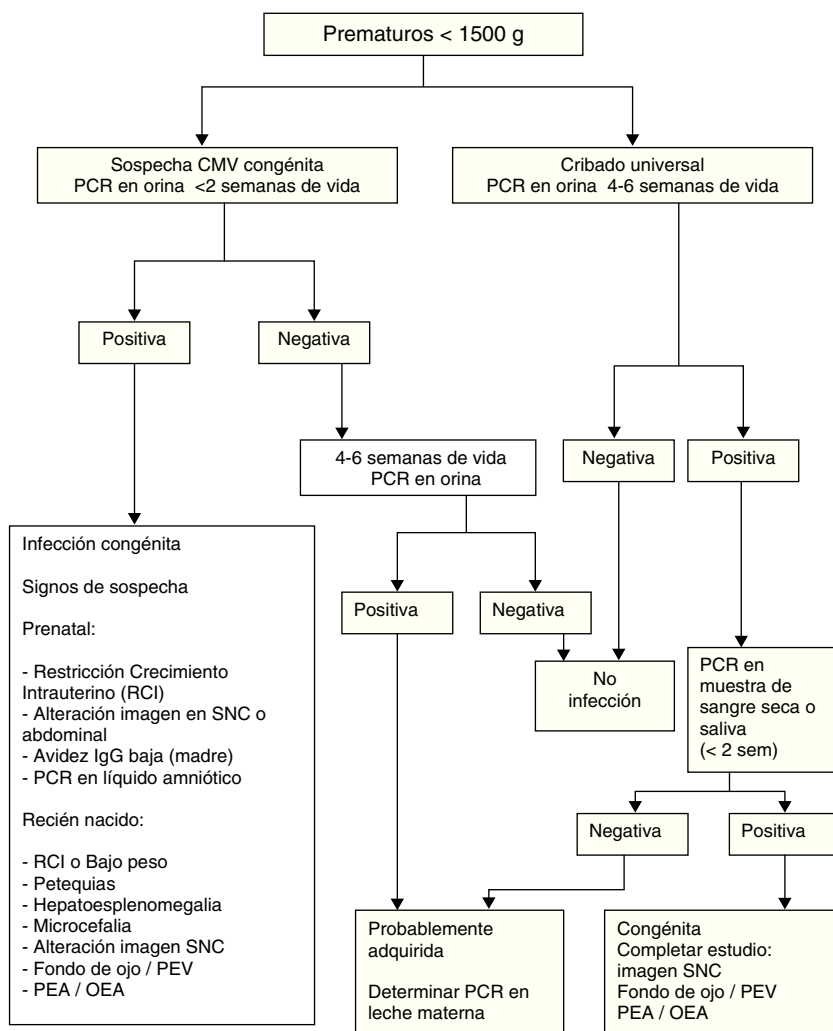 Prematuros < 1500 g
Sospecha CMV congénita
PCR en orina <2 semanas de vida
Cribado universal
PCR en orina 4-6 semanas de vida
Positiva
Negativa
4-6 semanas de vida
PCR en orina
Negativa
Positiva
Infección congénita
Signos de sospecha
Prenatal:
- Restricción Crecimiento
Intrauterino (RCI)
- Alteración imagen en SNC o
abdominal
- Avidez IgG baja (madre)
- PCR en líquido amniótico
Recién nacido:
- RCI o Bajo peso
- Petequias
- Hepatoesplenomegalia
- Microcefalia
- Alteración imagen SNC
- Fondo de ojo / PEV
- PEA / OEA
Positiva
Negativa
No
infección
PCR en
muestra de
sangre seca o
saliva
(< 2 sem)
Negativa
Positiva
Probablemente
adquirida
Determinar PCR en
leche materna
Congénita
Completar estudio:
imagen SNC
Fondo de ojo / PEV
PEA / OEA